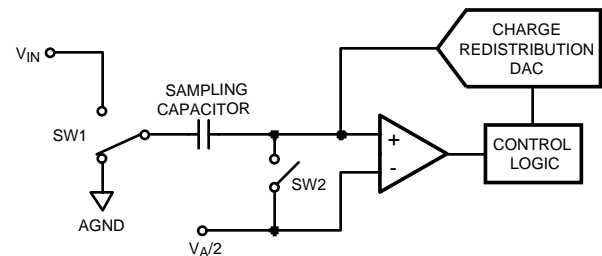 CHARGE
REDISTRIBUTION
DAC
VIN
SAMPLING
CAPACITOR
SW1
+
-
CONTROL
LOGIC
SW2
AGND
VA/2